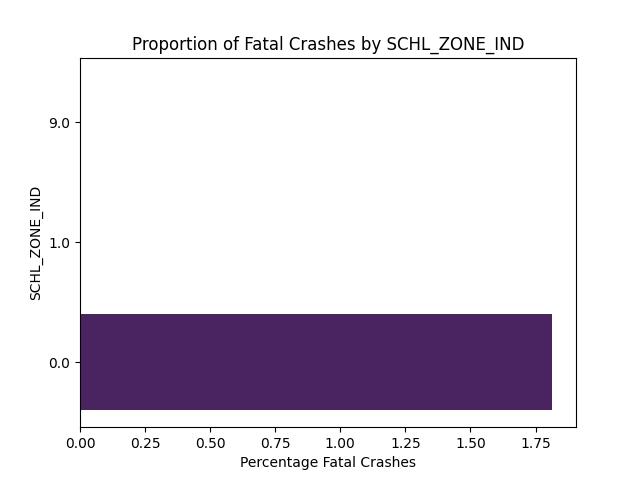 Proportion of Fatal Crashes by SCHL_ZONE_IND
9.0
1.0
0.0
SCHL_ZONE_IND
0.00 0.25 0.50 0.75 1.00 1.25 1.50 1.75
Percentage Fatal Crashes